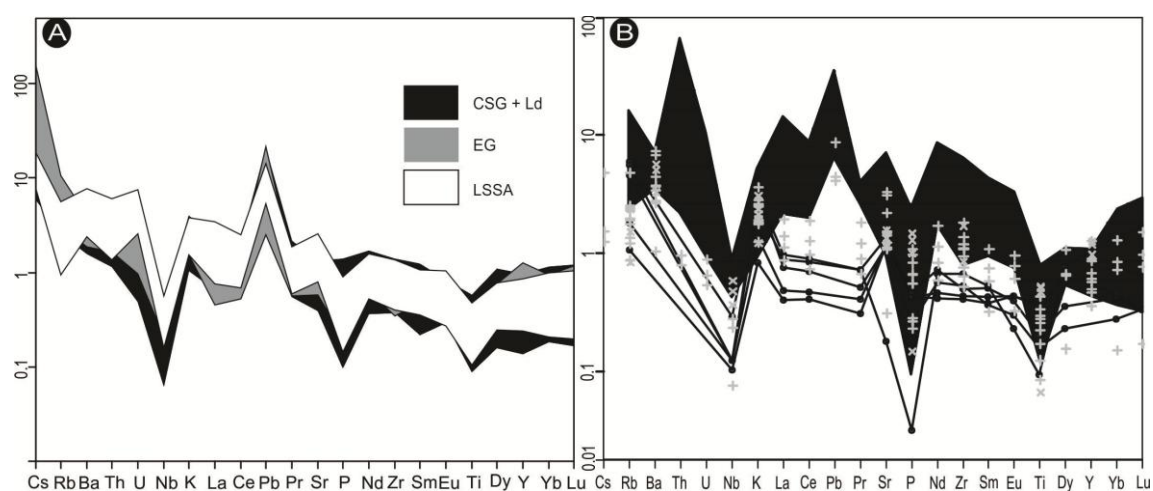 A
B
100
10
1
0,1
CSG + Ld
EG
LSSA
Cs Rb Ba Th U Nb K La Ce Pb Pr Sr P Nd Zr Sm Eu Ti Dy Y Yb Lu
100
10
1
0,1
0.01
Cs Rb Ba Th U Nb K La Ce Pb Pr Sr P Nd Zr Sm Eu Ti Dy Y Yb Lu